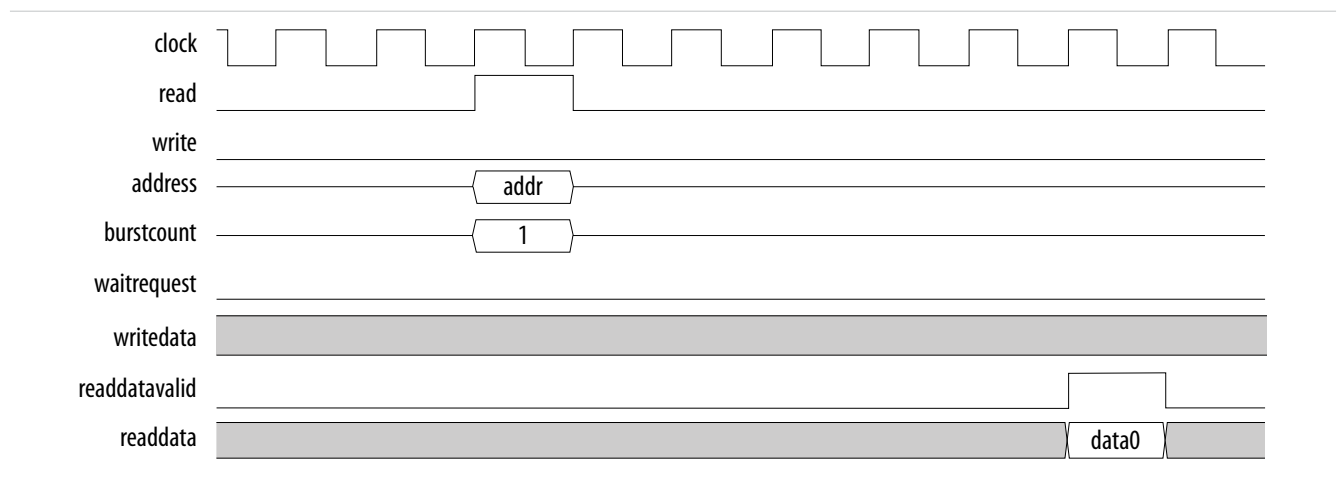 clock
read
write
address addr
burstcount 1
waitrequest
writedata
readdatavalid
readdata data0